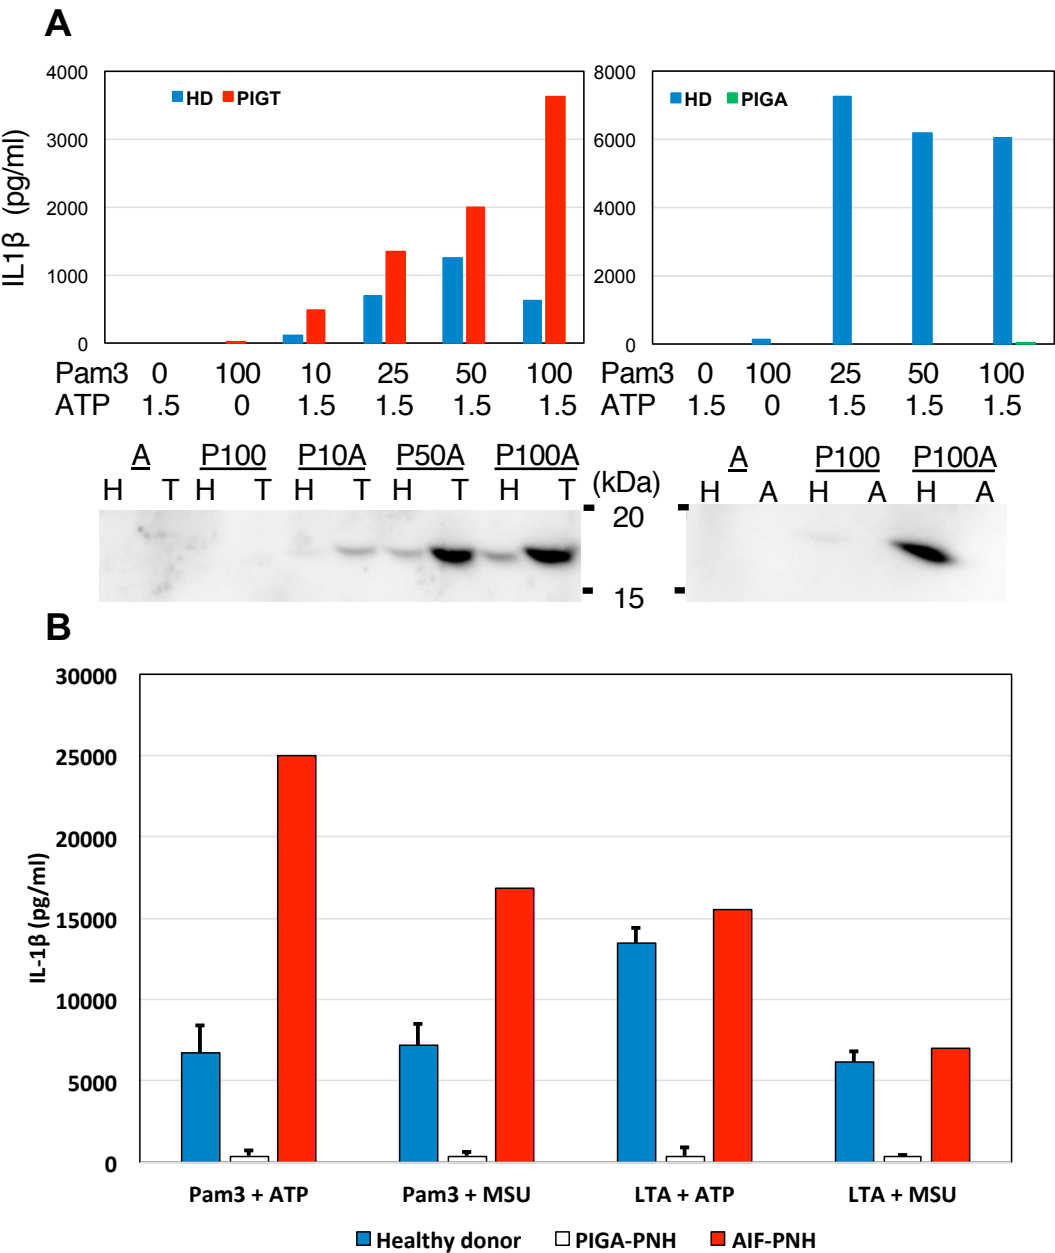 A
4000
3000
2000
1000
0
IL1β (pg/ml)
HD PIGT
Pam3 0 100 10 25 50 100
ATP 1.5 0 1.5 1.5 1.5 1.5
8000
6000
4000
2000
0
HD PIGA
Pam3 0 100 25 50 100
ATP 1.5 0 1.5 1.5 1.5
A P100 P10A P50A P100A
H T H T H T H T H T
(kDa)
20
15
A P100 P100A
H A H A H A
B
30000
25000
20000
15000
10000
5000
0
IL-1β (pg/ml)
Pam3 + ATP Pam3 + MSU LTA + ATP LTA + MSU
Healthy donor PIGA-PNH AIF-PNH